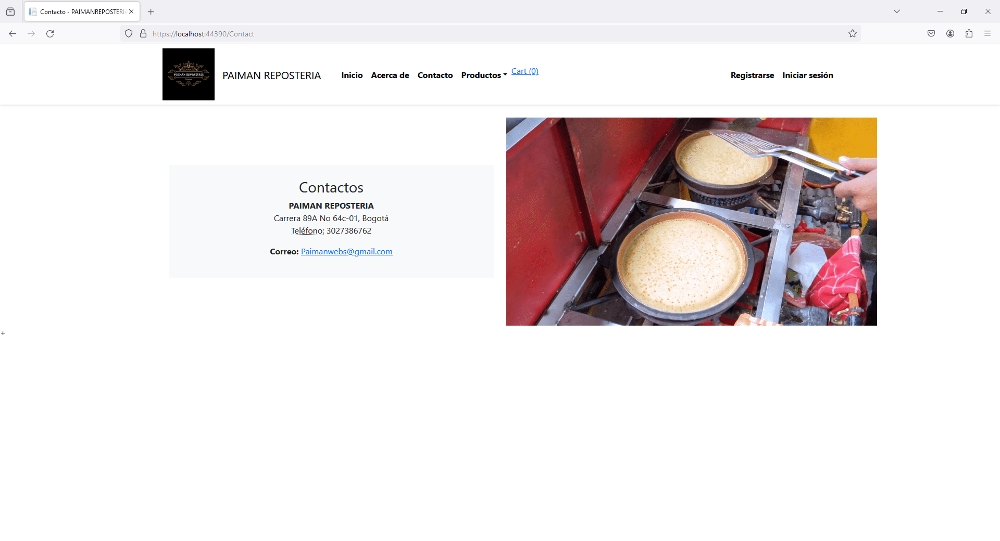 Contacto - PAIMANREPOSTERI
https://localhost:44390/Contact
PAIMAN REPOSTERIA
PAIMAN REPOSTERIA
Inicio
Acerca de
Contacto
Productos
Cart (0)
Registrarse
Iniciar sesión
Contactos
PAIMAN REPOSTERIA
Carrera 89A No 64c-01, Bogotá
Teléfono: 3027386762
Correo: Paimanwebs@gmail.com
+